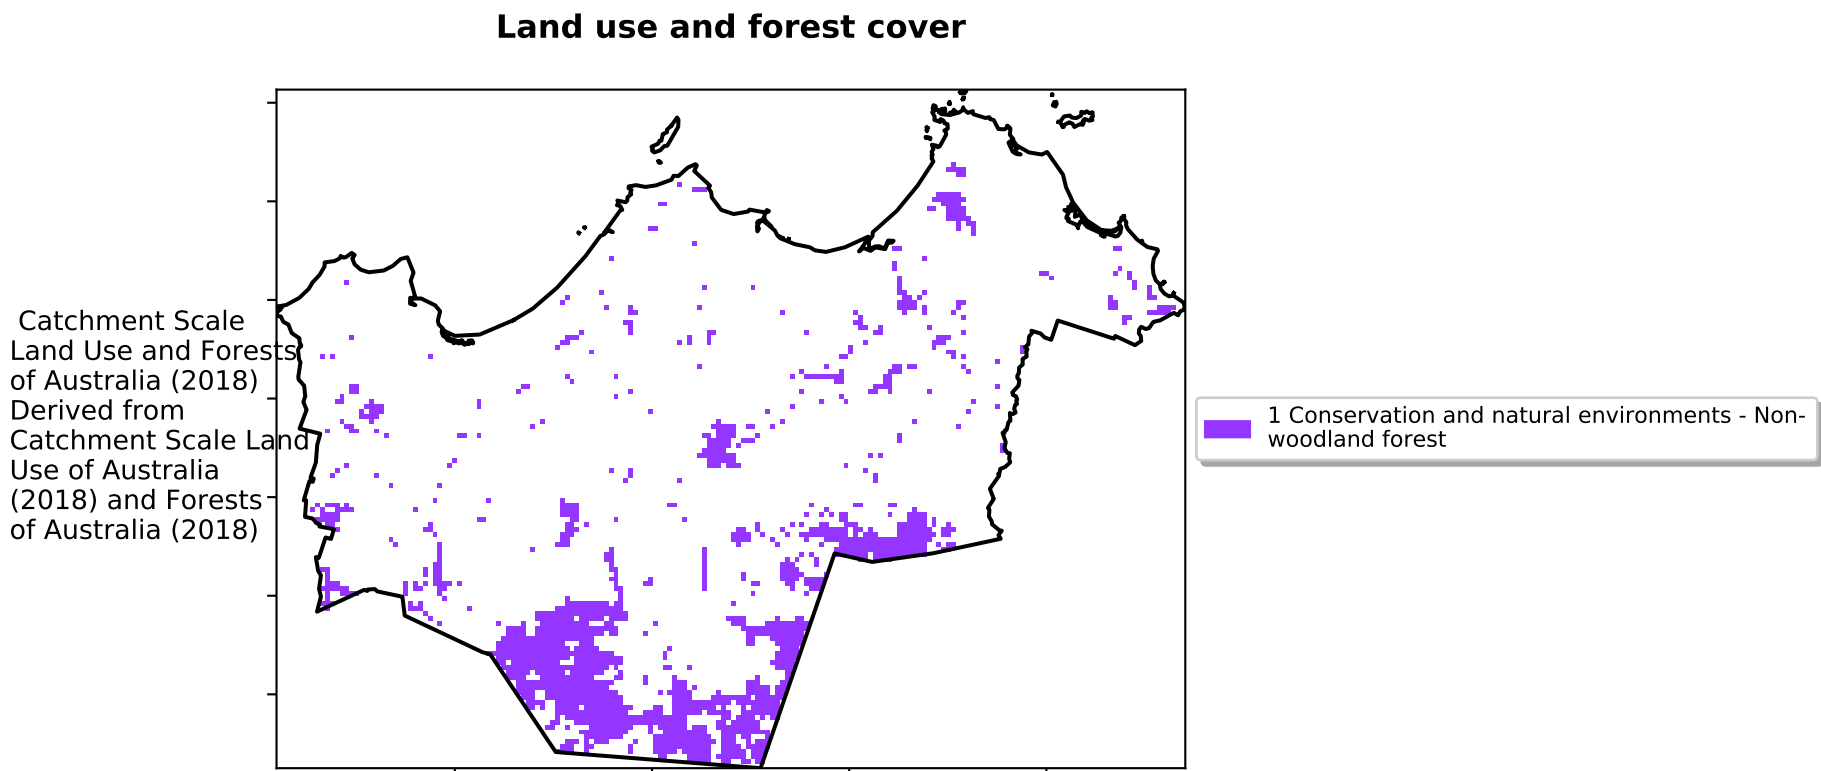 Land use and forest cover
Catchment Scale
Land Use and Forests
of Australia (2018)
Derived from
Catchment Scale Land
Use of Australia
(2018) and Forests
of Australia (2018)
1 Conservation and natural environments - Non-
woodland forest